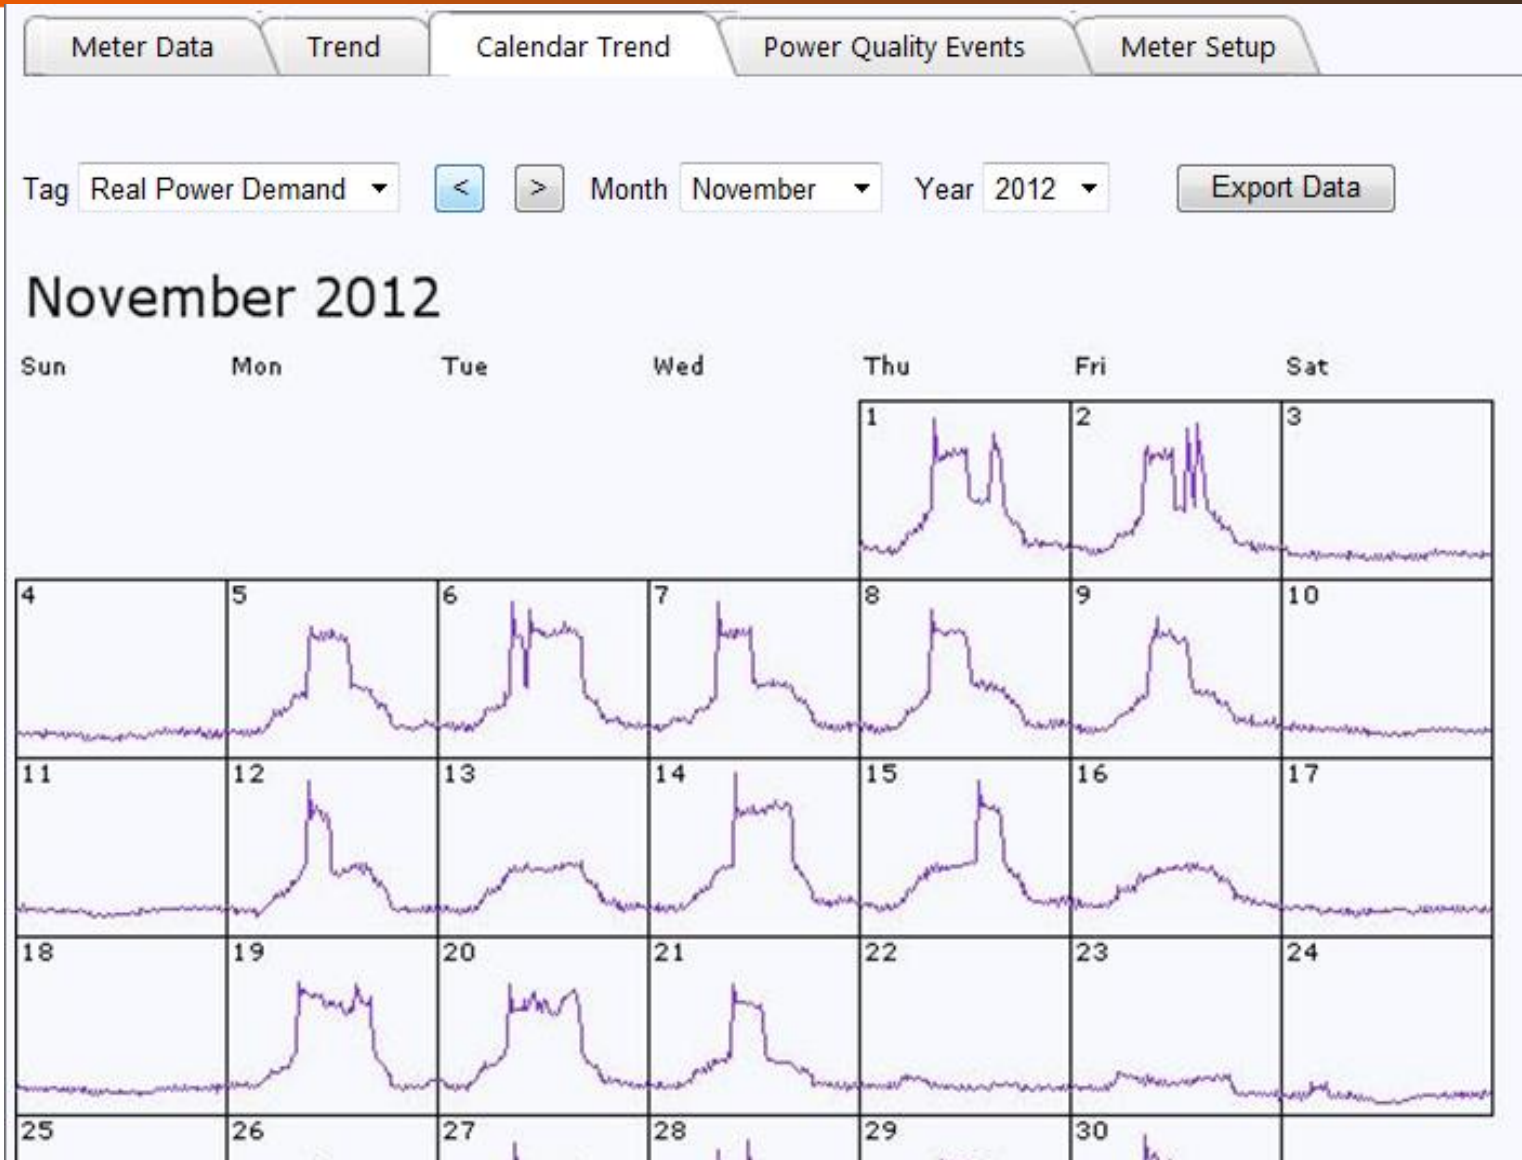 Meter Data Trend Calendar Trend Power Quality Events Meter Setup
Tag Real Power Demand < > Month November Year 2012 Export Data
November 2012
Sun Mon Tue Wed Thu Fri Sat
1 2 3
4 5 6 7 8 9 10
11 12 13 14 15 16 17
18 19 20 21 22 23 24
25 26 27 28 29 30